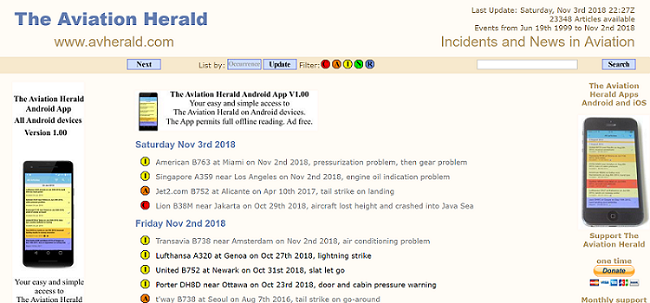 The Aviation Herald
Last Update: Saturday, Nov 3rd 2018 22:27Z
23348 Articles available
Events from Jun 19th 1999 to Nov 2nd 2018
www.avherald.com
Incidents and News in Aviation
Next
List by:
Occurrence
Update
Filter:
C A I N R
Search
The Aviation Herald
Android App
All Android devices
Version 1.00
Your easy and simple
access to
The Aviation Herald
The Aviation Herald Android App V1.00
Your easy and simple access to
The Aviation Herald on Android devices.
The App permits full offline reading. Ad free.
Saturday Nov 3rd 2018
I American B763 at Miami on Nov 2nd 2018, pressurization problem, then gear problem
I Singapore A359 near Los Angeles on Nov 2nd 2018, engine oil indication problem
A Jet2.com B752 at Alicante on Apr 10th 2017, tail strike on landing
C Lion B38M near Jakarta on Oct 29th 2018, aircraft lost height and crashed into Java Sea
Friday Nov 2nd 2018
I Transavia B738 near Amsterdam on Nov 2nd 2018, air conditioning problem
I Lufthansa A320 at Genoa on Oct 27th 2018, lightning strike
I United B752 at Newark on Oct 31st 2018, slat let go
I Porter DH8D near Ottawa on Oct 23rd 2018, door and cabin pressure warning
A t'way B738 at Seoul on Aug 7th 2016, tail strike on go-around
The Aviation
Herald Apps
Android and iOS
Support The
Aviation Herald
one time
Donate
monthly support